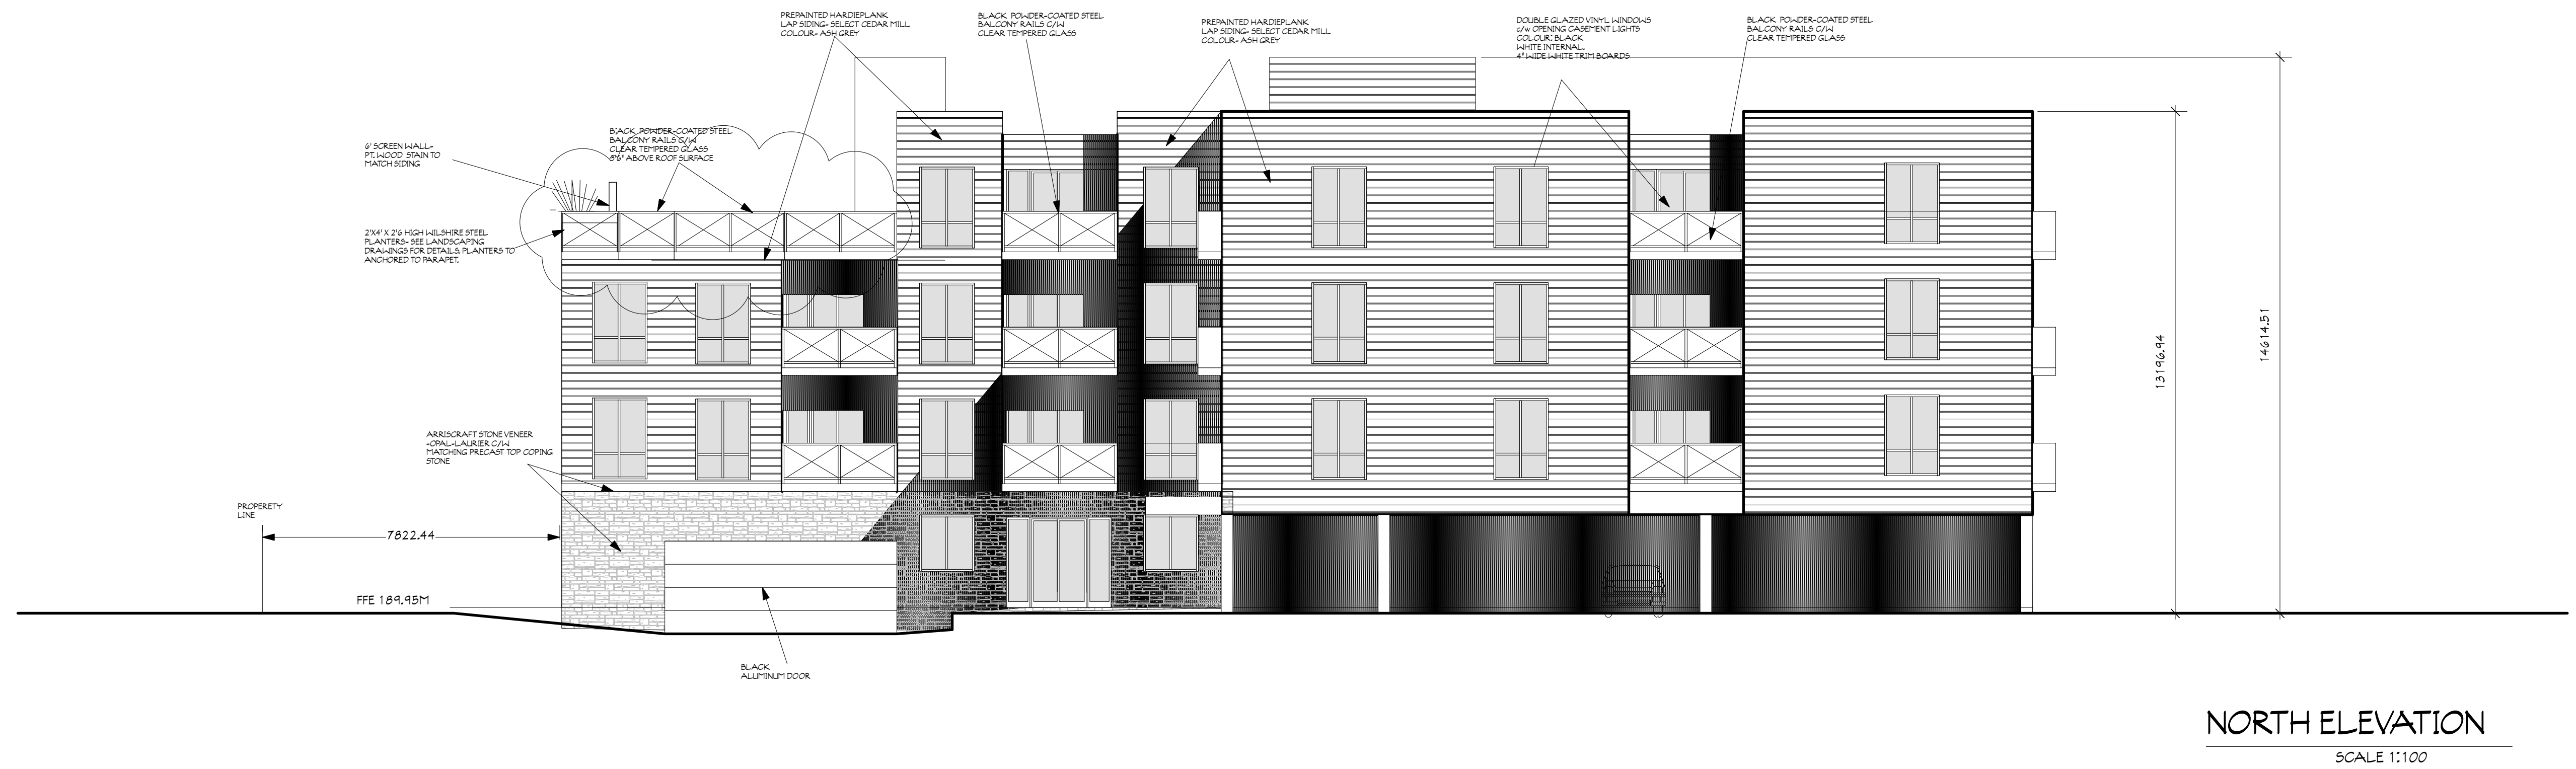 PREPAINTED HARDIEPLANK
LAP SIDING- SELECT CEDAR MILL
COLOUR- ASH GREY
BLACK POWDER-COATED STEEL
BALCONY RAILS C/W
CLEAR TEMPERED GLASS
PREPAINTED HARDIEPLANK
LAP SIDING- SELECT CEDAR MILL
COLOUR- ASH GREY
DOUBLE GLAZED VINYL WINDOWS
c/w OPENING CASEMENT LIGHTS
COLOUR: BLACK
WHITE INTERNAL.
4" WIDE WHITE TRIM BOARDS
BLACK POWDER-COATED STEEL
BALCONY RAILS C/W
CLEAR TEMPERED GLASS
6' SCREEN WALL-
PT. WOOD STAIN TO
MATCH SIDING
BLACK POWDER-COATED STEEL
BALCONY RAILS C/W
CLEAR TEMPERED GLASS
3'6" ABOVE ROOF SURFACE
2'X4' X 2'6 HIGH WILSHIRE STEEL
PLANTERS- SEE LANDSCAPING
DRAWINGS FOR DETAILS. PLANTERS TO
ANCHORED TO PARAPET.
13196.94
14614.51
ARRISCRAFT STONE VENEER
-OPAL-LAURIER C/W
MATCHING PRECAST TOP COPING
STONE
PROPERETY
LINE
7822.44
FFE 189.95M
BLACK
ALUMINUM DOOR
NORTH ELEVATION
SCALE 1:100